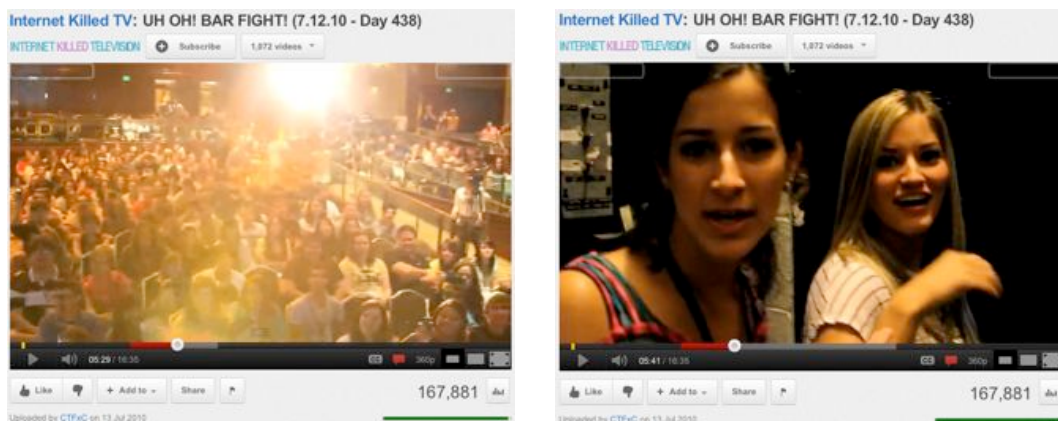 Internet Killed TV: UH OH! BAR FIGHT! (7.12.10 - Day 438)
INTERNET KILLED TELEVISION Subscribe 1,072 videos
05:29 / 16:35 CC 360p
Like + Add to Share 167,881
Uploaded by CTFxC on 13 Jul 2010
Internet Killed TV: UH OH! BAR FIGHT! (7.12.10 - Day 438)
INTERNET KILLED TELEVISION Subscribe 1,072 videos
05:41 / 16:35 CC 360p
Like + Add to Share 167,881
Uploaded by CTFxC on 13 Jul 2010